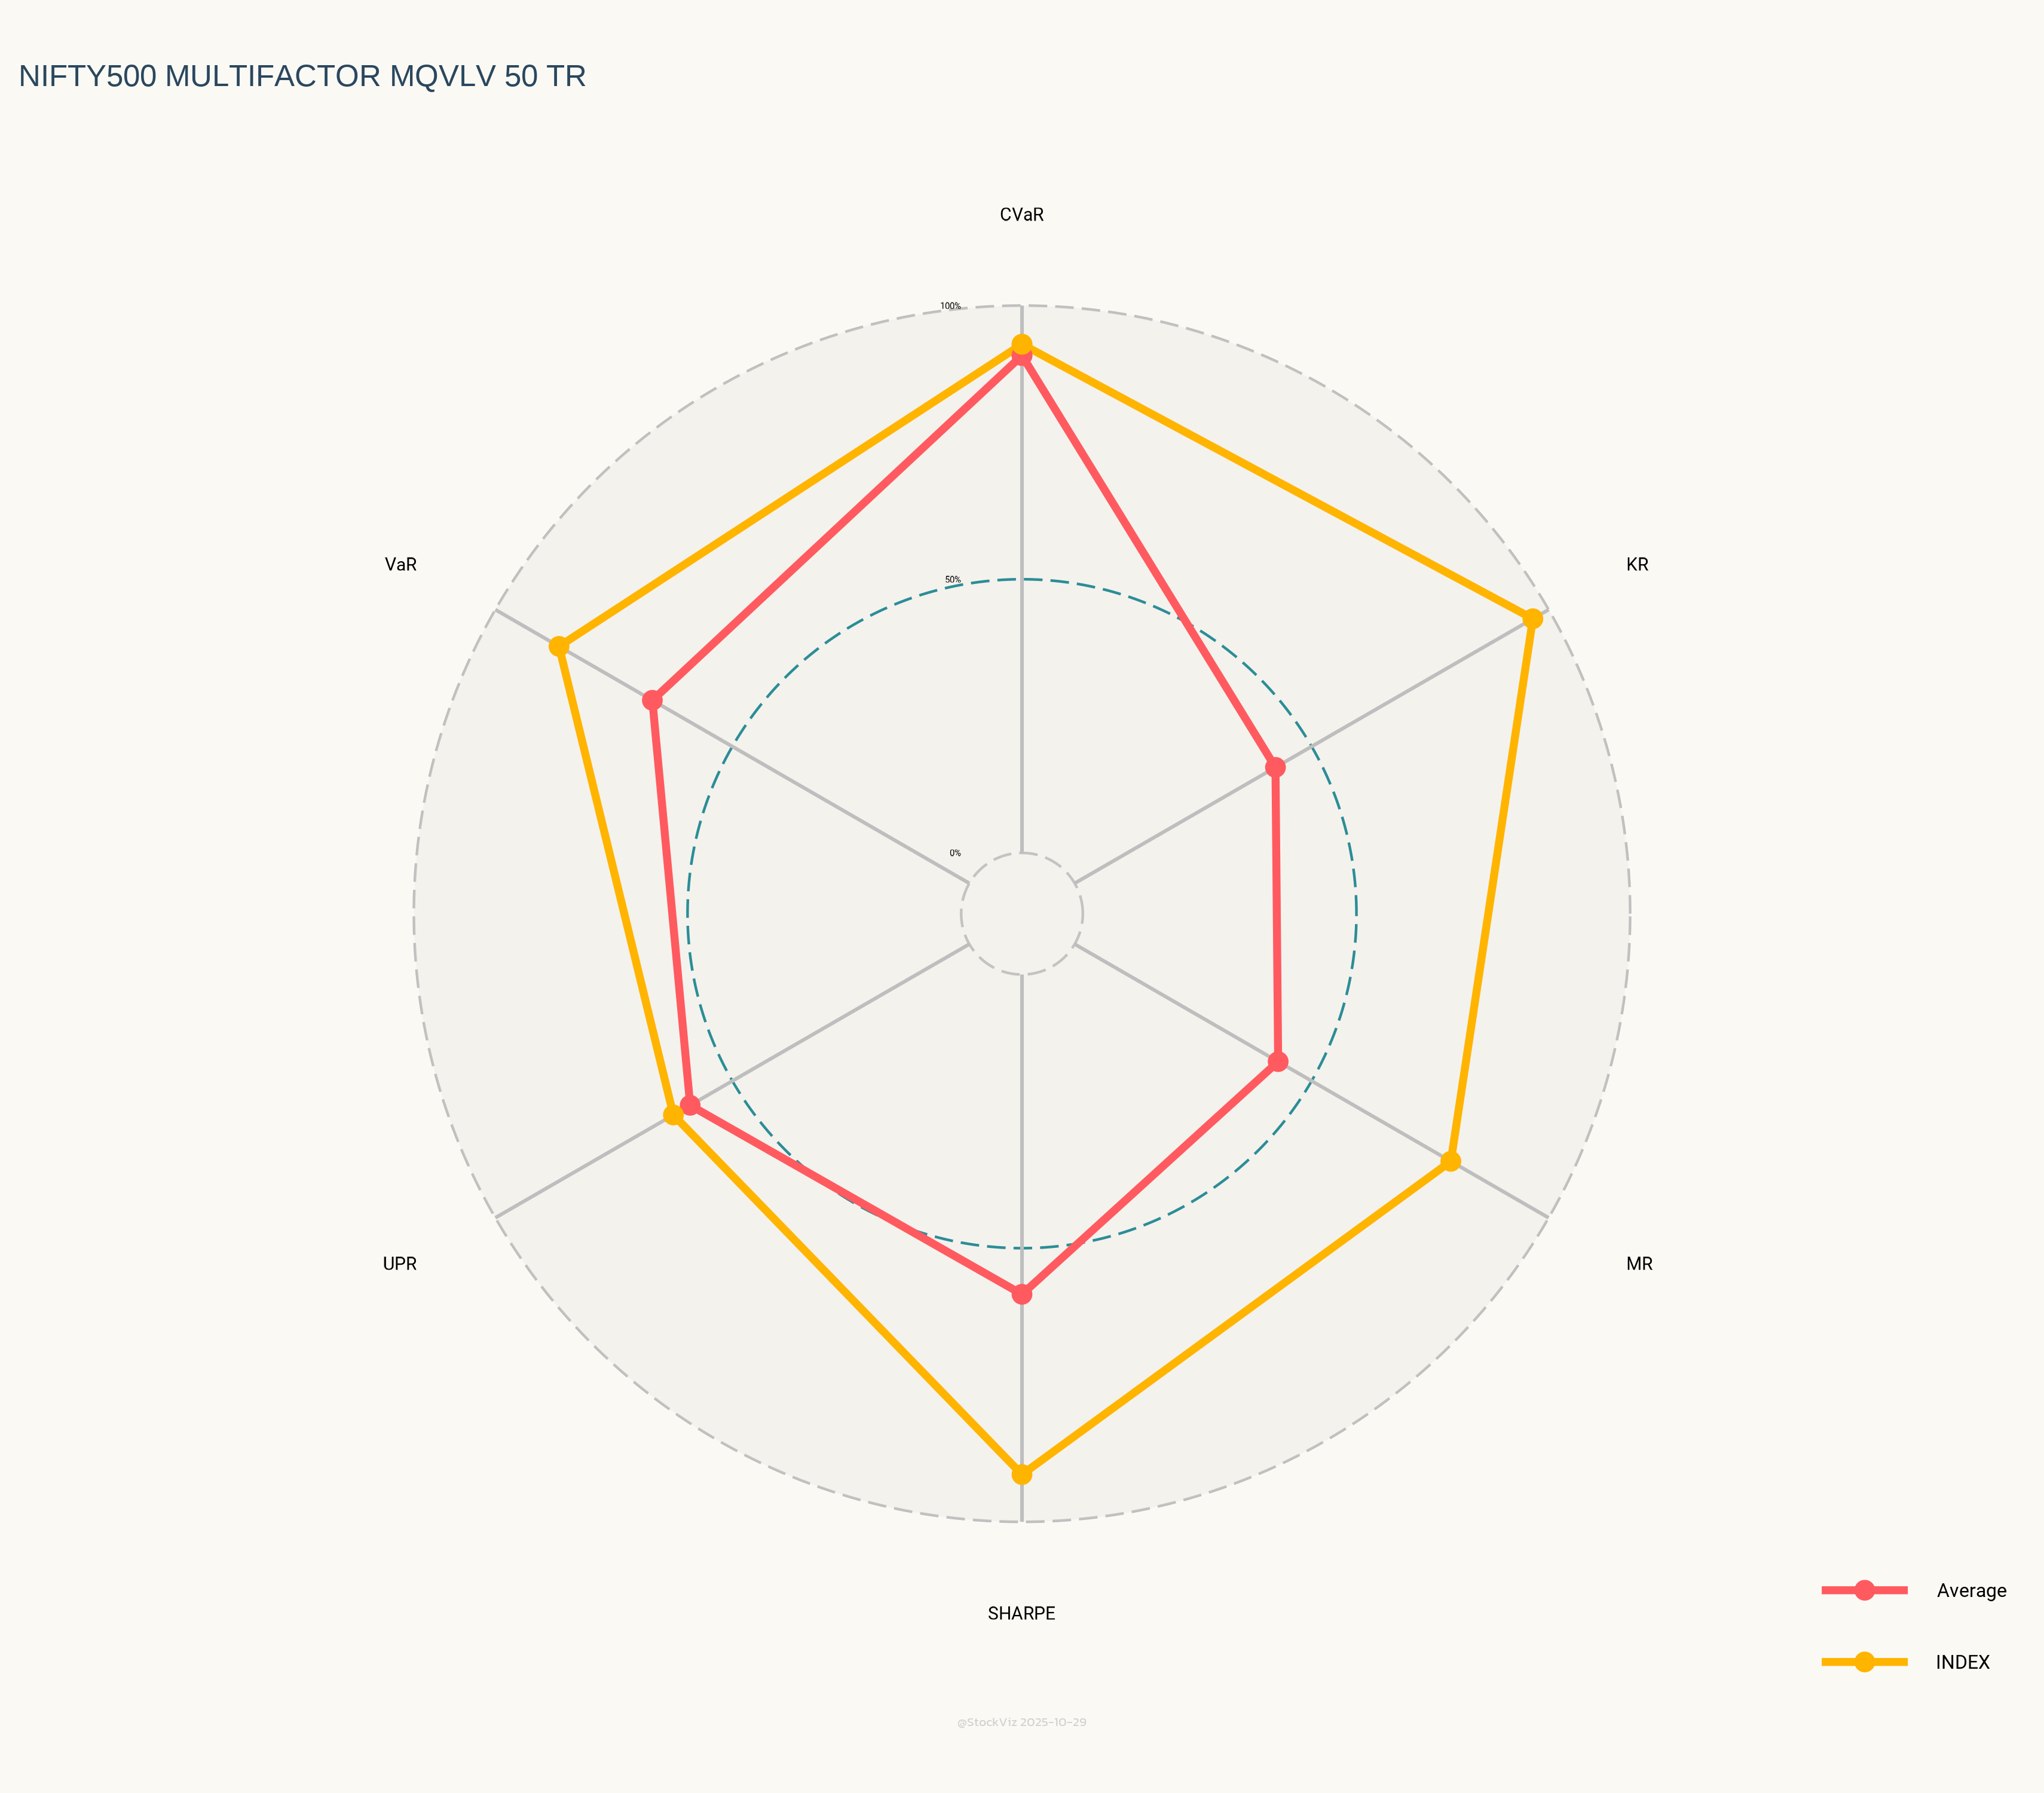 NIFTY500 MULTIFACTOR MQVLV 50 TR
CVaR
100%
VaR
KR
50%
0%
UPR
MR
SHARPE
Average
INDEX
@StockViz 2025-10-29